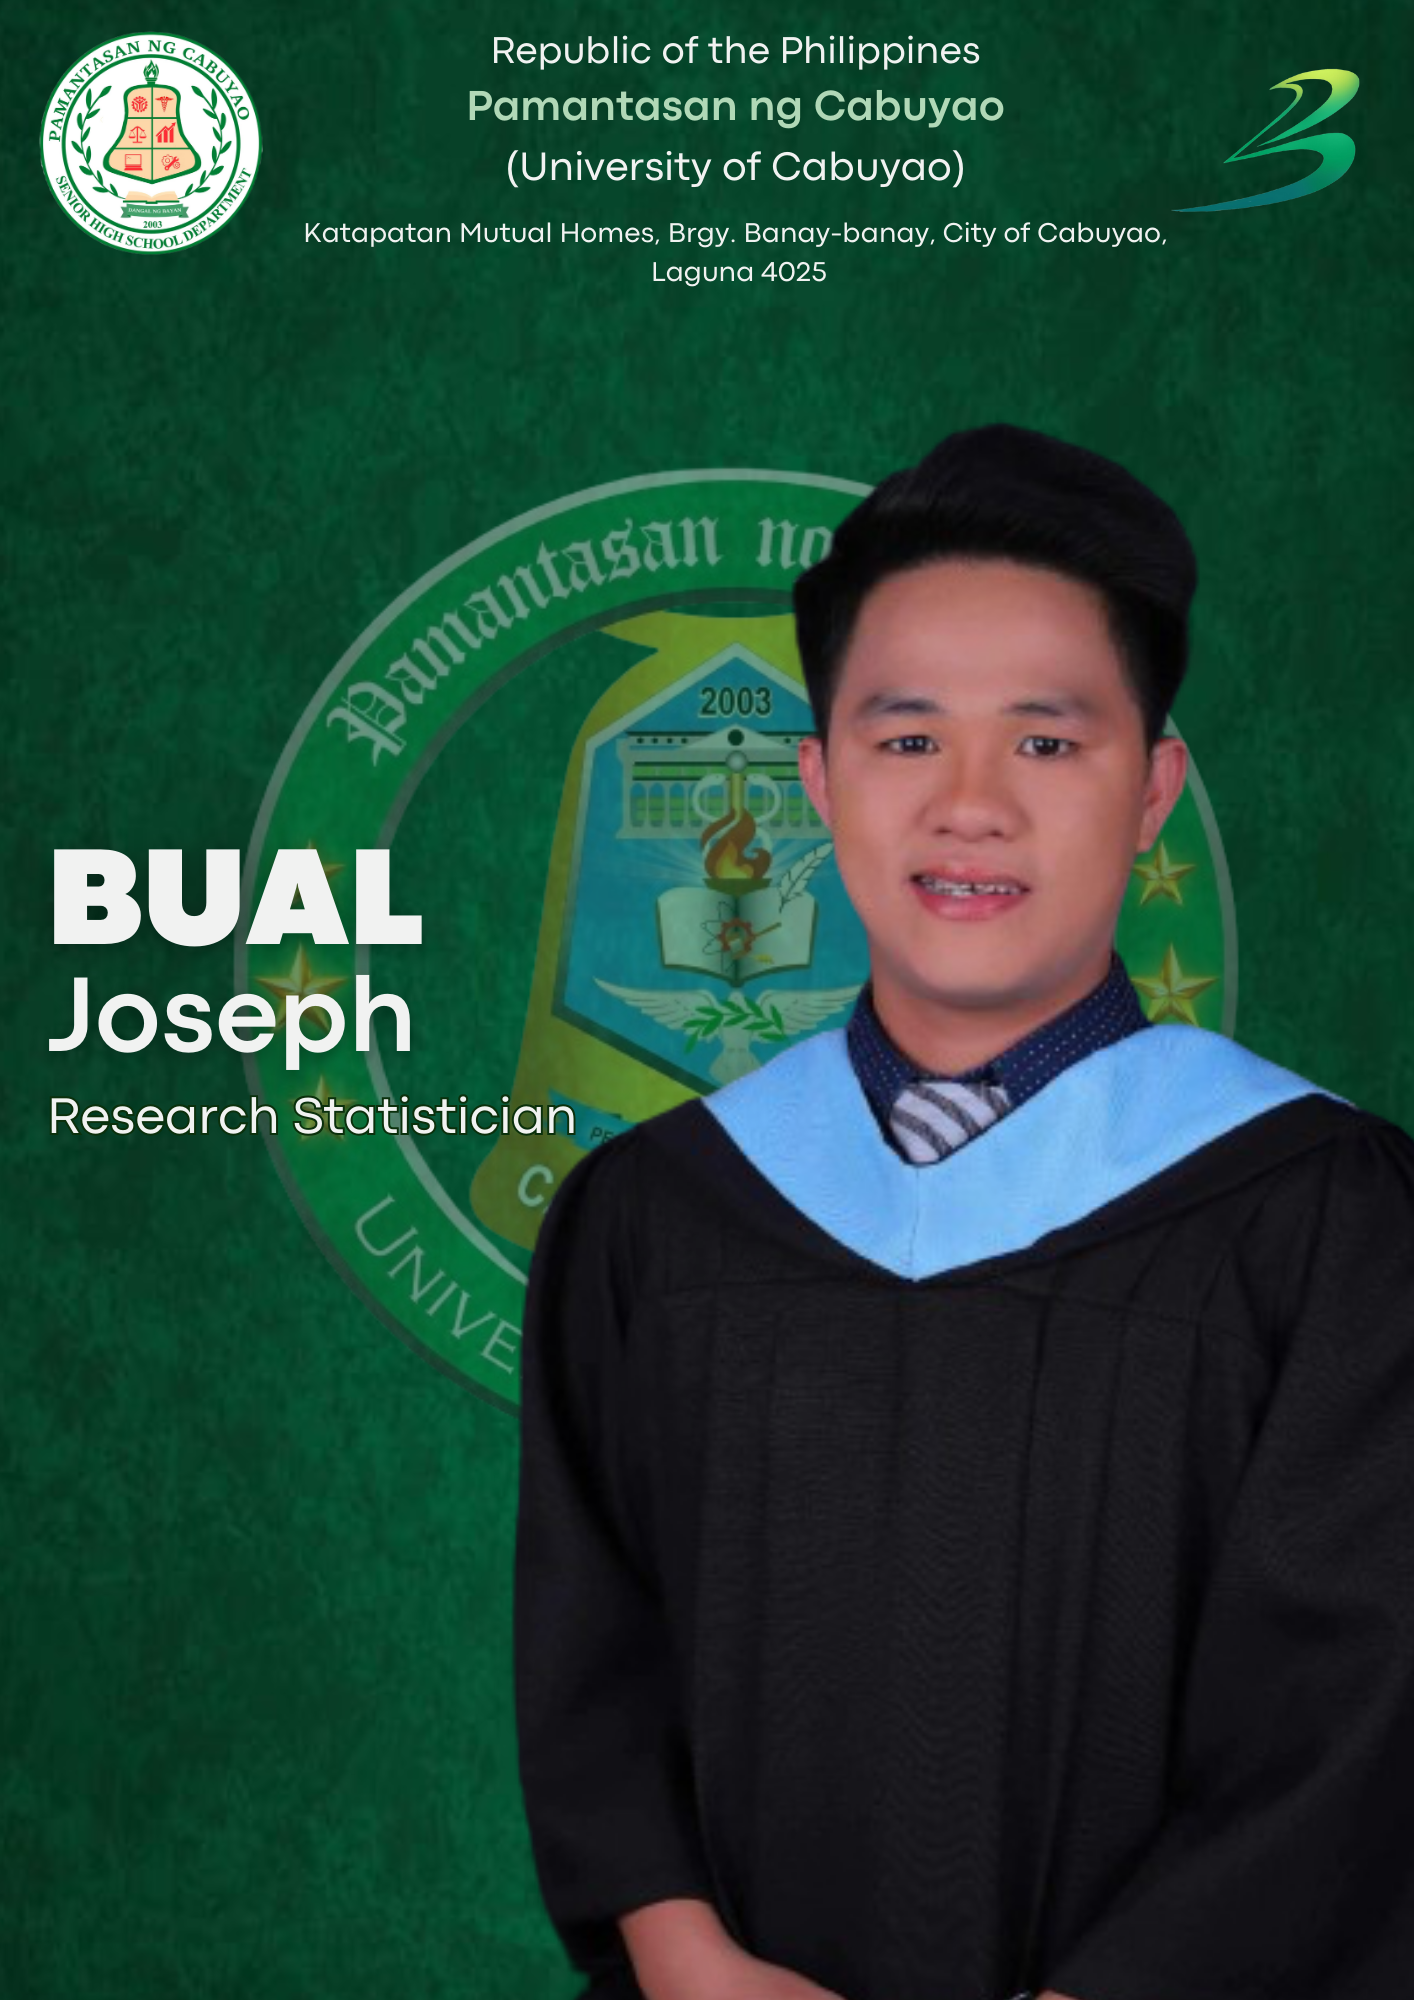 PAMANTASAN NG CABUYAO
SENIOR HIGH SCHOOL DEPARTMENT
DANGAL NG BAYAN
2003
Republic of the Philippines
Pamantasan ng Cabuyao
(University of Cabuyao)
Katapatan Mutual Homes, Brgy. Banay-banay, City of Cabuyao,
Laguna 4025
Pamantasan
2003
BUAL
Joseph
Research Statistician
UNIVE